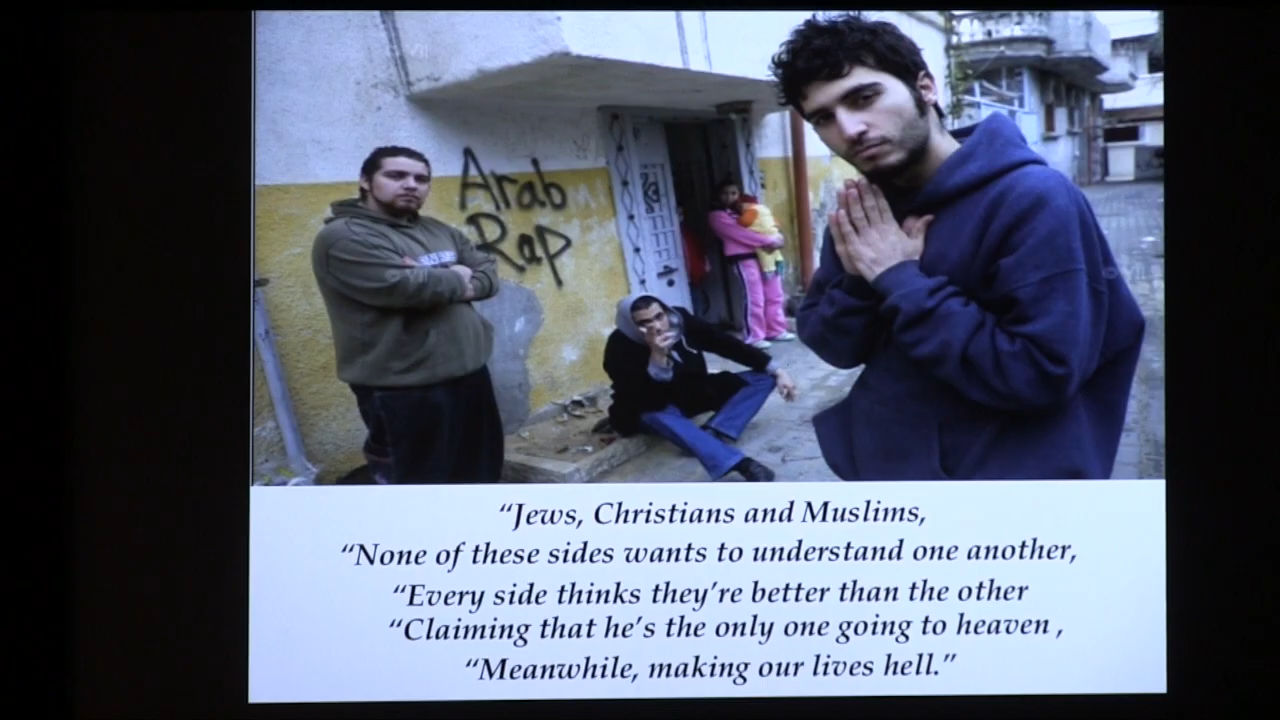 Arab
Rap
“Jews, Christians and Muslims,
“None of these sides wants to understand one another,
“Every side thinks they’re better than the other
“Claiming that he’s the only one going to heaven ,
“Meanwhile, making our lives hell.”